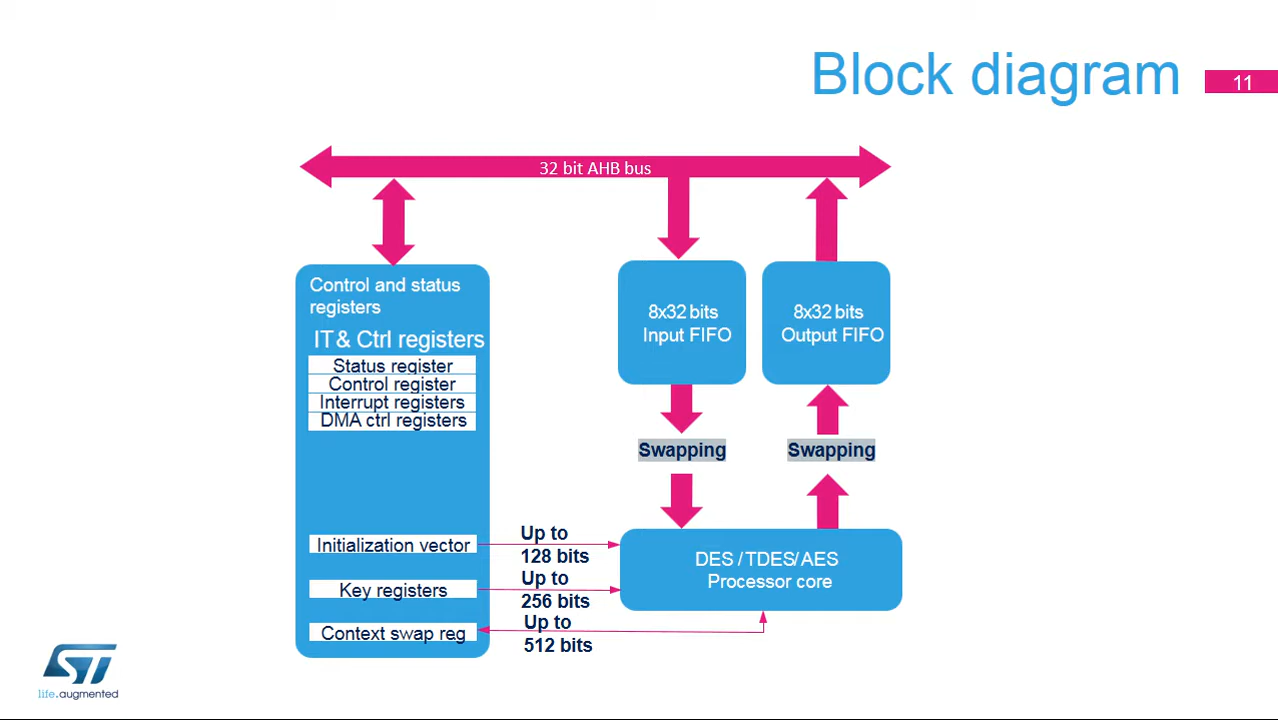 Block diagram
11
32 bit AHB bus
Control and status
registers
IT & Ctrl registers
Status register
Control register
Interrupt registers
DMA ctrl registers
Initialization vector
Key registers
Context swap reg
8x32 bits
Input FIFO
8x32 bits
Output FIFO
Swapping
Swapping
Up to
128 bits
Up to
256 bits
Up to
512 bits
DES / TDES/ AES
Processor core
ST
life.augmented